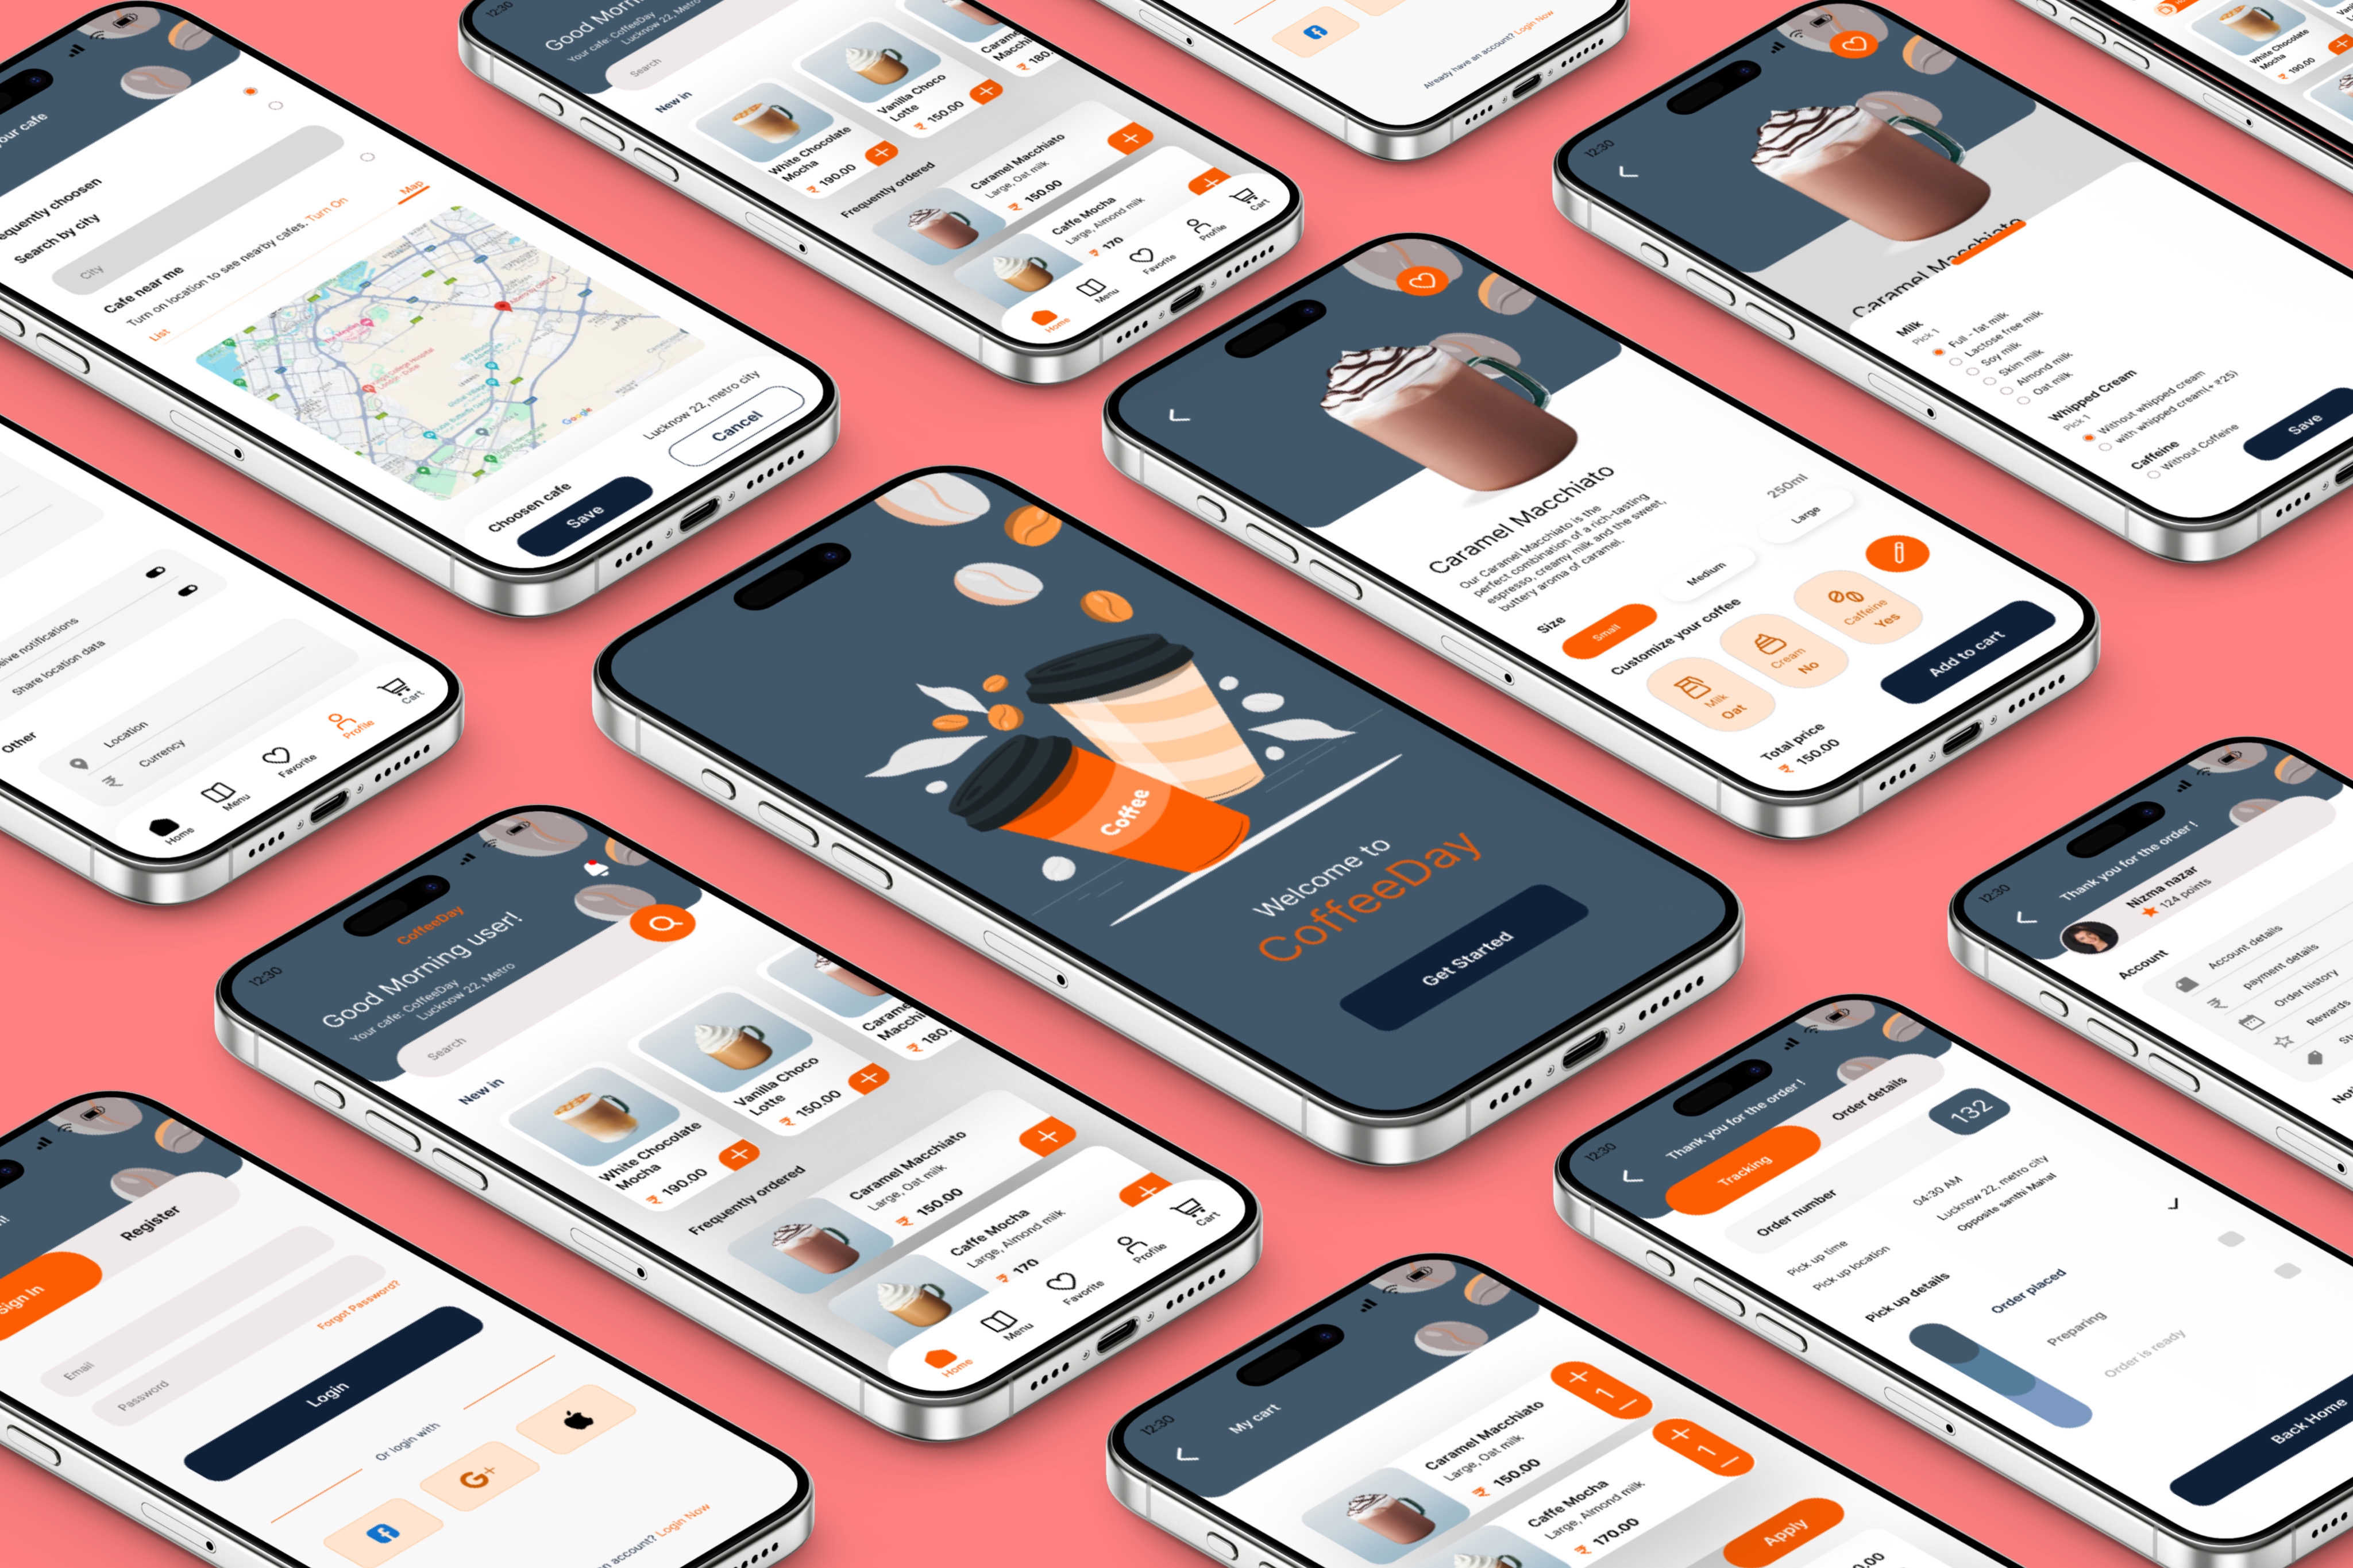 your cafe
Search by city
City
Cafe near me
Turn on location to see nearby cafes. Turn On
List
Map
Google
Choosen cafe
Lucknow 22, metro city
Save
Cancel
12:30
Your cafe: CoffeeDay
Lucknow 22, Metro
Search
New in
White Chocolate
Mocha
₹ 190.00
Vanilla Choco
Lotte
₹ 150.00
Frequently ordered
Caramel Macchiato
Large, Oat milk
₹ 150.00
Caffe Mocha
Large, Almond milk
₹ 170
Home
Menu
Favorite
Profile
Cart
Already have an account? Login Now
12:30
Caramel Macchiato
Milk
Pick 1
Full - fat milk
Lactose free milk
Soy milk
Skim milk
Almond milk
Oat milk
Whipped Cream
Pick 1
Without whipped cream
with whipped cream(+ ₹25)
Caffeine
Without Coffeine
Save
White Chocolate
Mocha
₹ 190.00
Caramel Macchiato
Our Caramel Macchiato is the
perfect combination of a rich-tasting
espresso, creamy milk and the sweet,
buttery aroma of caramel.
Size
250ml
Small
Medium
Large
Customize your coffee
Milk
Oat
Cream
No
Caffeine
Yes
Total price
₹ 150.00
Add to cart
Share location data
Other
Location
₹ Currency
Home
Menu
Favorite
Profile
Cart
Coffee
Welcome to
CoffeeDay
Get Started
12:30
CoffeeDay
Good Morning user!
Your cafe: CoffeeDay
Lucknow 22, Metro
Search
New in
White Chocolate
Mocha
₹ 190.00
Vanilla Choco
Lotte
₹ 150.00
Frequently ordered
Caramel Macchiato
Large, Oat milk
₹ 150.00
Caffe Mocha
Large, Almond milk
₹ 170
Home
Menu
Favorite
Profile
Cart
12:30
Thank you for the order !
Nizma nazar
124 points
Account
Account details
₹ payment details
Order history
Rewards
12:30
Thank you for the order !
Tracking
Order details
Order number
132
Pick up time
04:30 AM
Pick up location
Lucknow 22, metro city
Opposite santhi Mahal
Pick up details
Order placed
Preparing
Order is ready
Back Home
Sign In
Register
Email
Password
Forgot Password?
Login
Or login with
G+
account? Login Now
12:30
My cart
Caramel Macchiato
Large, Oat milk
₹ 150.00
+ 1 −
Caffe Mocha
Large, Almond milk
₹ 170.00
+ 1 −
Apply